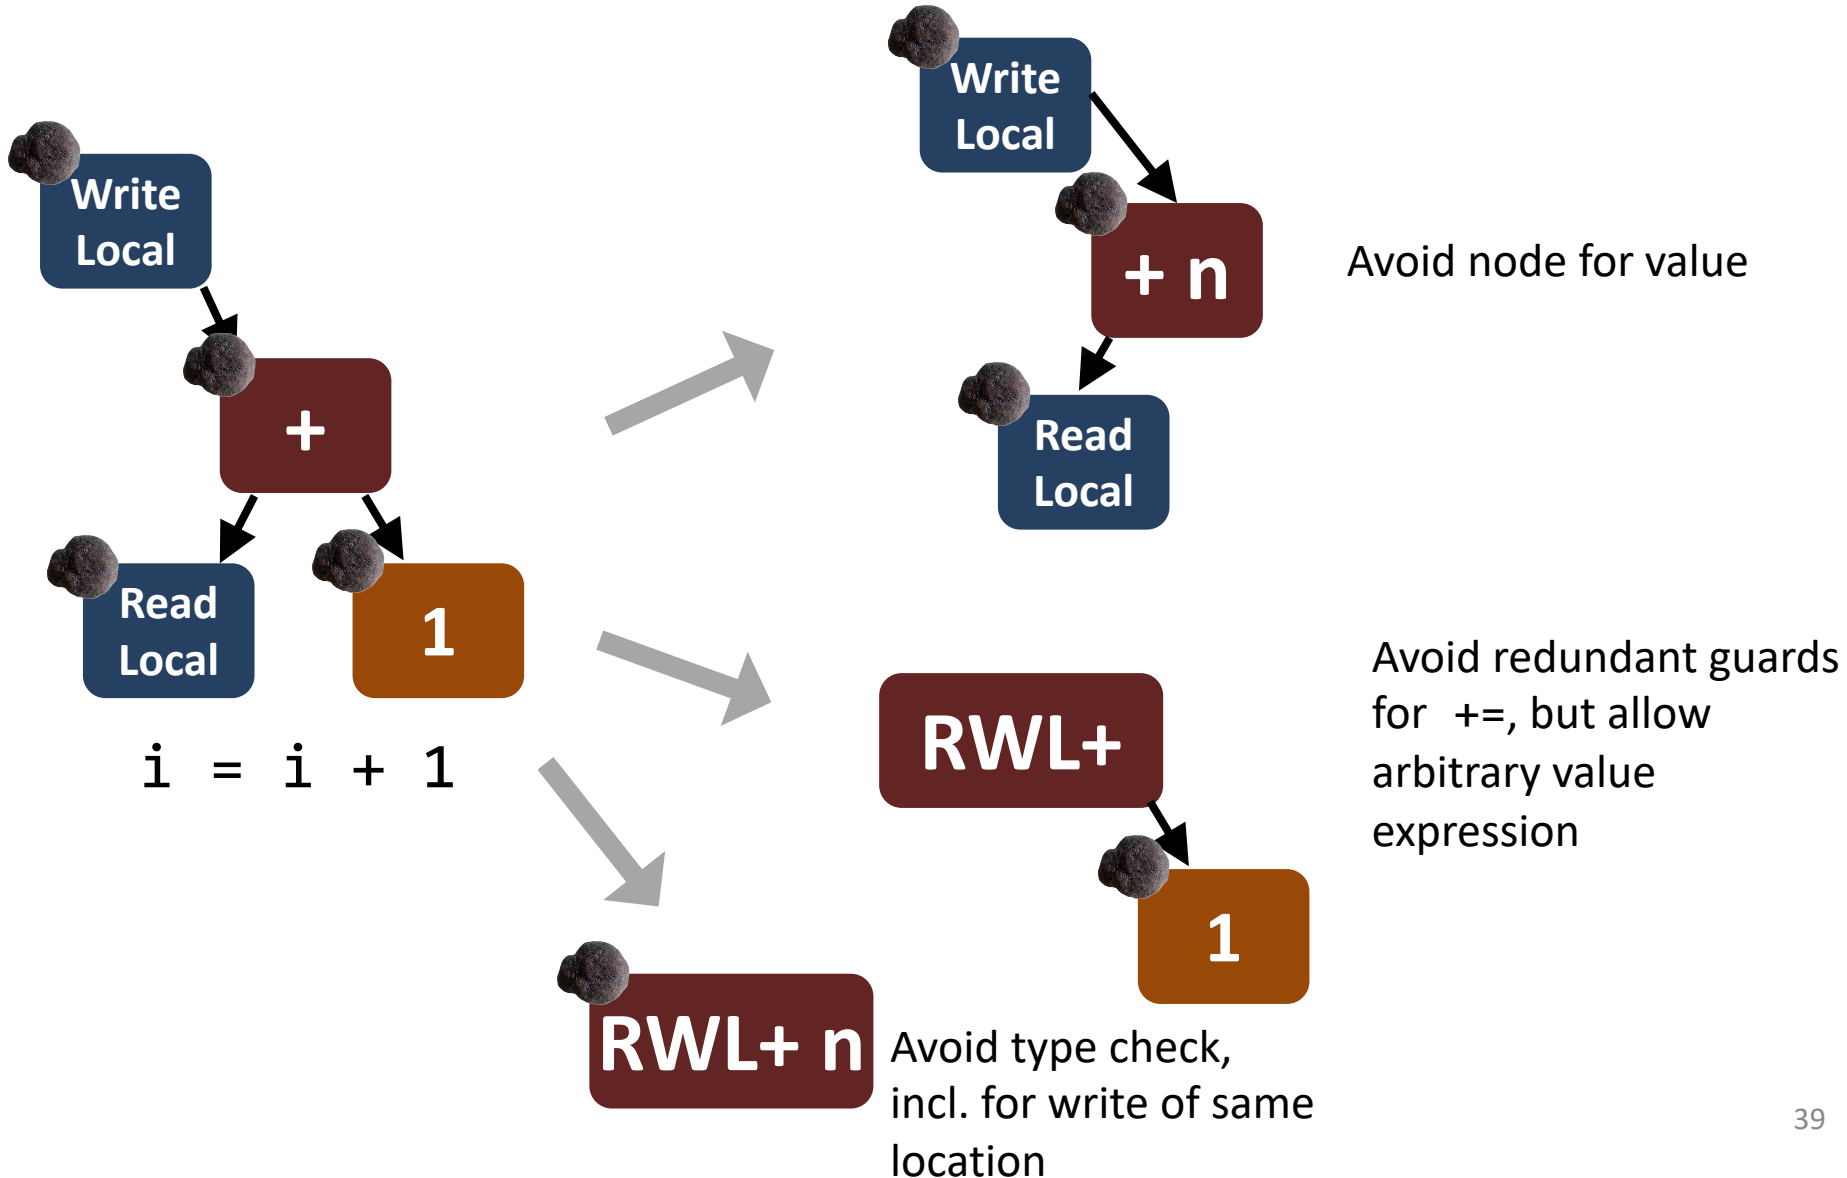 Write
Local
+
Read
Local
1
i = i + 1
Write
Local
+ n
Read
Local
Avoid node for value
RWL+
1
Avoid redundant guards
for += , but allow
arbitrary value
expression
RWL+ n
Avoid type check,
incl. for write of same
location
39